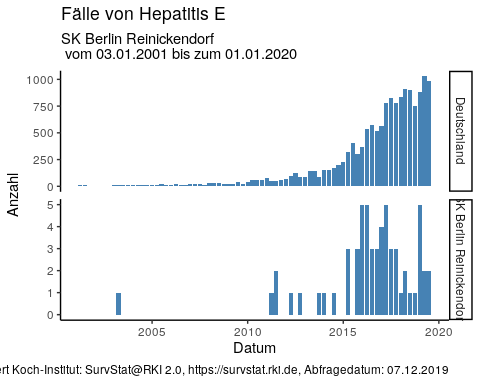 Fälle von Hepatitis E
SK Berlin Reinickendorf
vom 03.01.2001 bis zum 01.01.2020
Anzahl
1000
750
500
250
0
Deutschland
5
4
3
2
1
0
SK Berlin Reinickendorf
2005
2010
2015
2020
Datum
ert Koch-Institut: SurvStat@RKI 2.0, https://survstat.rki.de, Abfragedatum: 07.12.2019